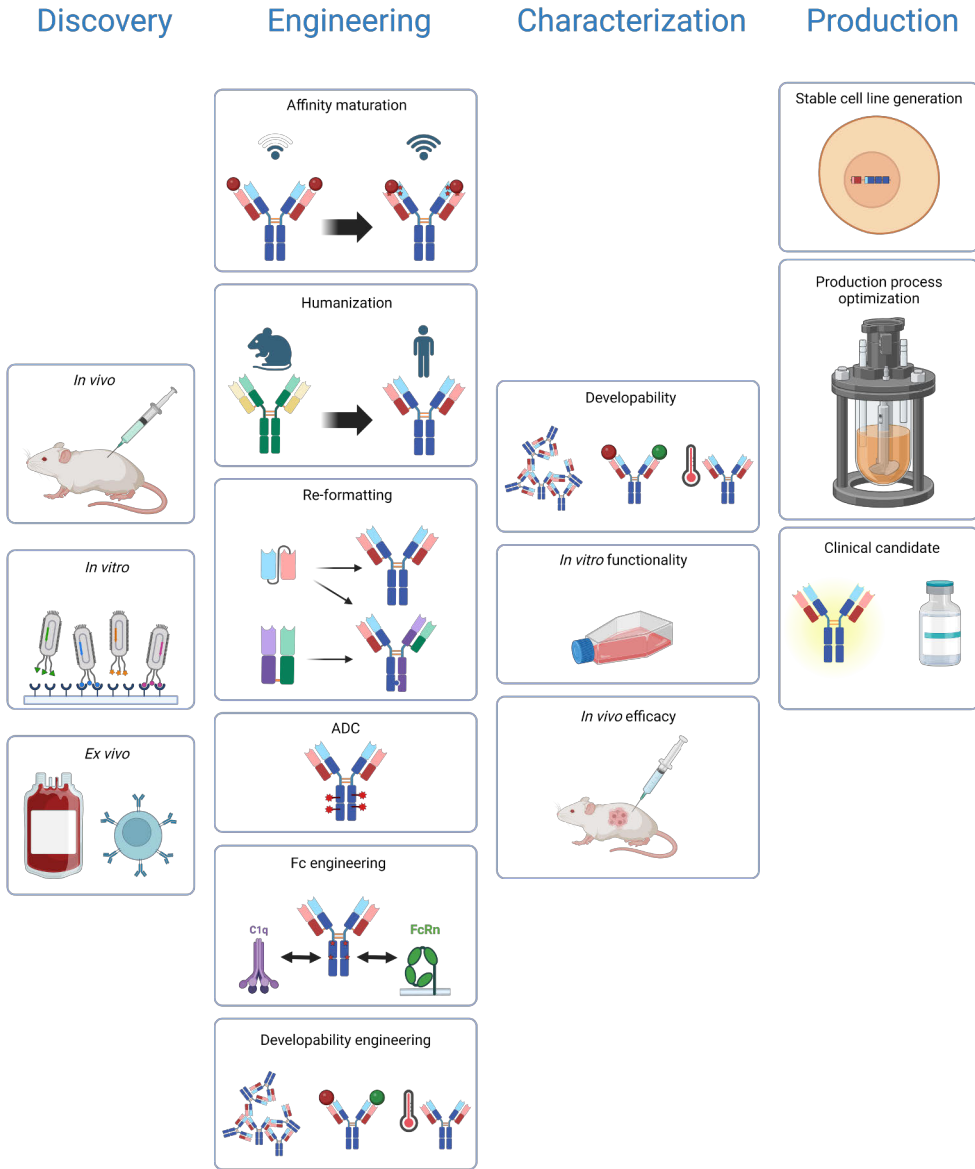 Discovery
Engineering
Characterization
Production
In vivo
In vitro
Ex vivo
Affinity maturation
Humanization
Re-formatting
ADC
Fc engineering
C1q
FcRn
Developability engineering
Developability
In vitro functionality
In vivo efficacy
Stable cell line generation
Production process
optimization
Clinical candidate